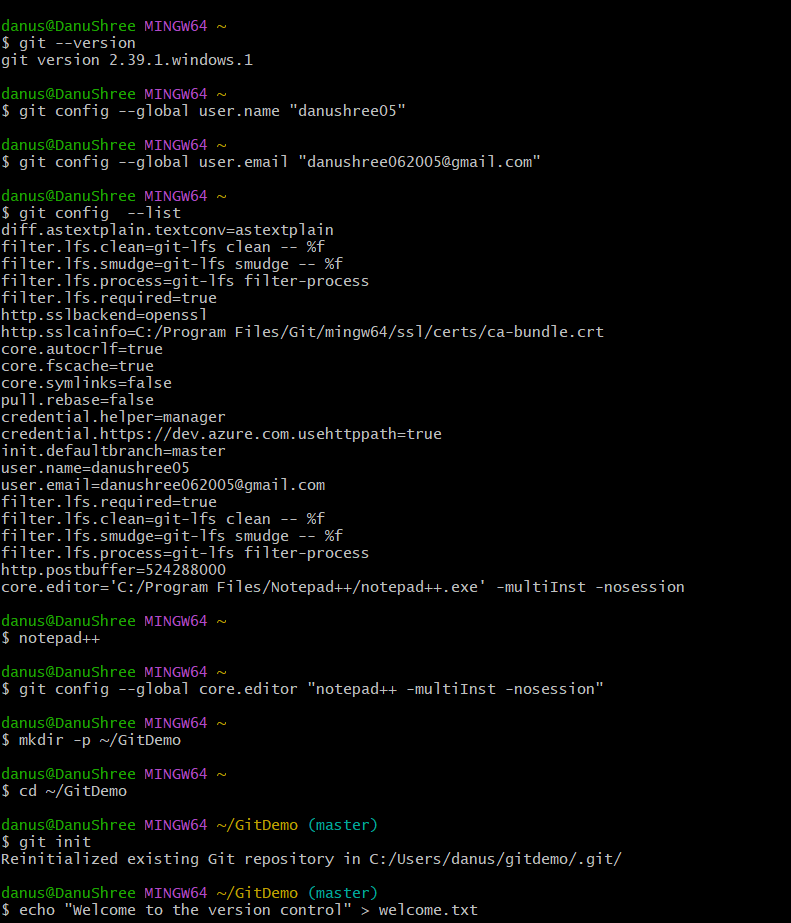 danus@DanuShree MINGW64 ~
$ git --version
git version 2.39.1.windows.1
danus@DanuShree MINGW64 ~
$ git config --global user.name "danushree05"
danus@DanuShree MINGW64 ~
$ git config --global user.email "danushree062005@gmail.com"
danus@DanuShree MINGW64 ~
$ git config  --list
diff.astextplain.textconv=astextplain
filter.lfs.clean=git-lfs clean -- %f
filter.lfs.smudge=git-lfs smudge -- %f
filter.lfs.process=git-lfs filter-process
filter.lfs.required=true
http.sslbackend=openssl
http.sslcainfo=C:/Program Files/Git/mingw64/ssl/certs/ca-bundle.crt
core.autocrlf=true
core.fscache=true
core.symlinks=false
pull.rebase=false
credential.helper=manager
credential.https://dev.azure.com.usehttppath=true
init.defaultbranch=master
user.name=danushree05
user.email=danushree062005@gmail.com
filter.lfs.required=true
filter.lfs.clean=git-lfs clean -- %f
filter.lfs.smudge=git-lfs smudge -- %f
filter.lfs.process=git-lfs filter-process
http.postbuffer=524288000
core.editor='C:/Program Files/Notepad++/notepad++.exe' -multiInst -nosession
danus@DanuShree MINGW64 ~
$ notepad++
danus@DanuShree MINGW64 ~
$ git config --global core.editor "notepad++ -multiInst -nosession"
danus@DanuShree MINGW64 ~
$ mkdir -p ~/GitDemo
danus@DanuShree MINGW64 ~
$ cd ~/GitDemo
danus@DanuShree MINGW64 ~/GitDemo (master)
$ git init
Reinitialized existing Git repository in C:/Users/danus/gitdemo/.git/
danus@DanuShree MINGW64 ~/GitDemo (master)
$ echo "Welcome to the version control" > welcome.txt